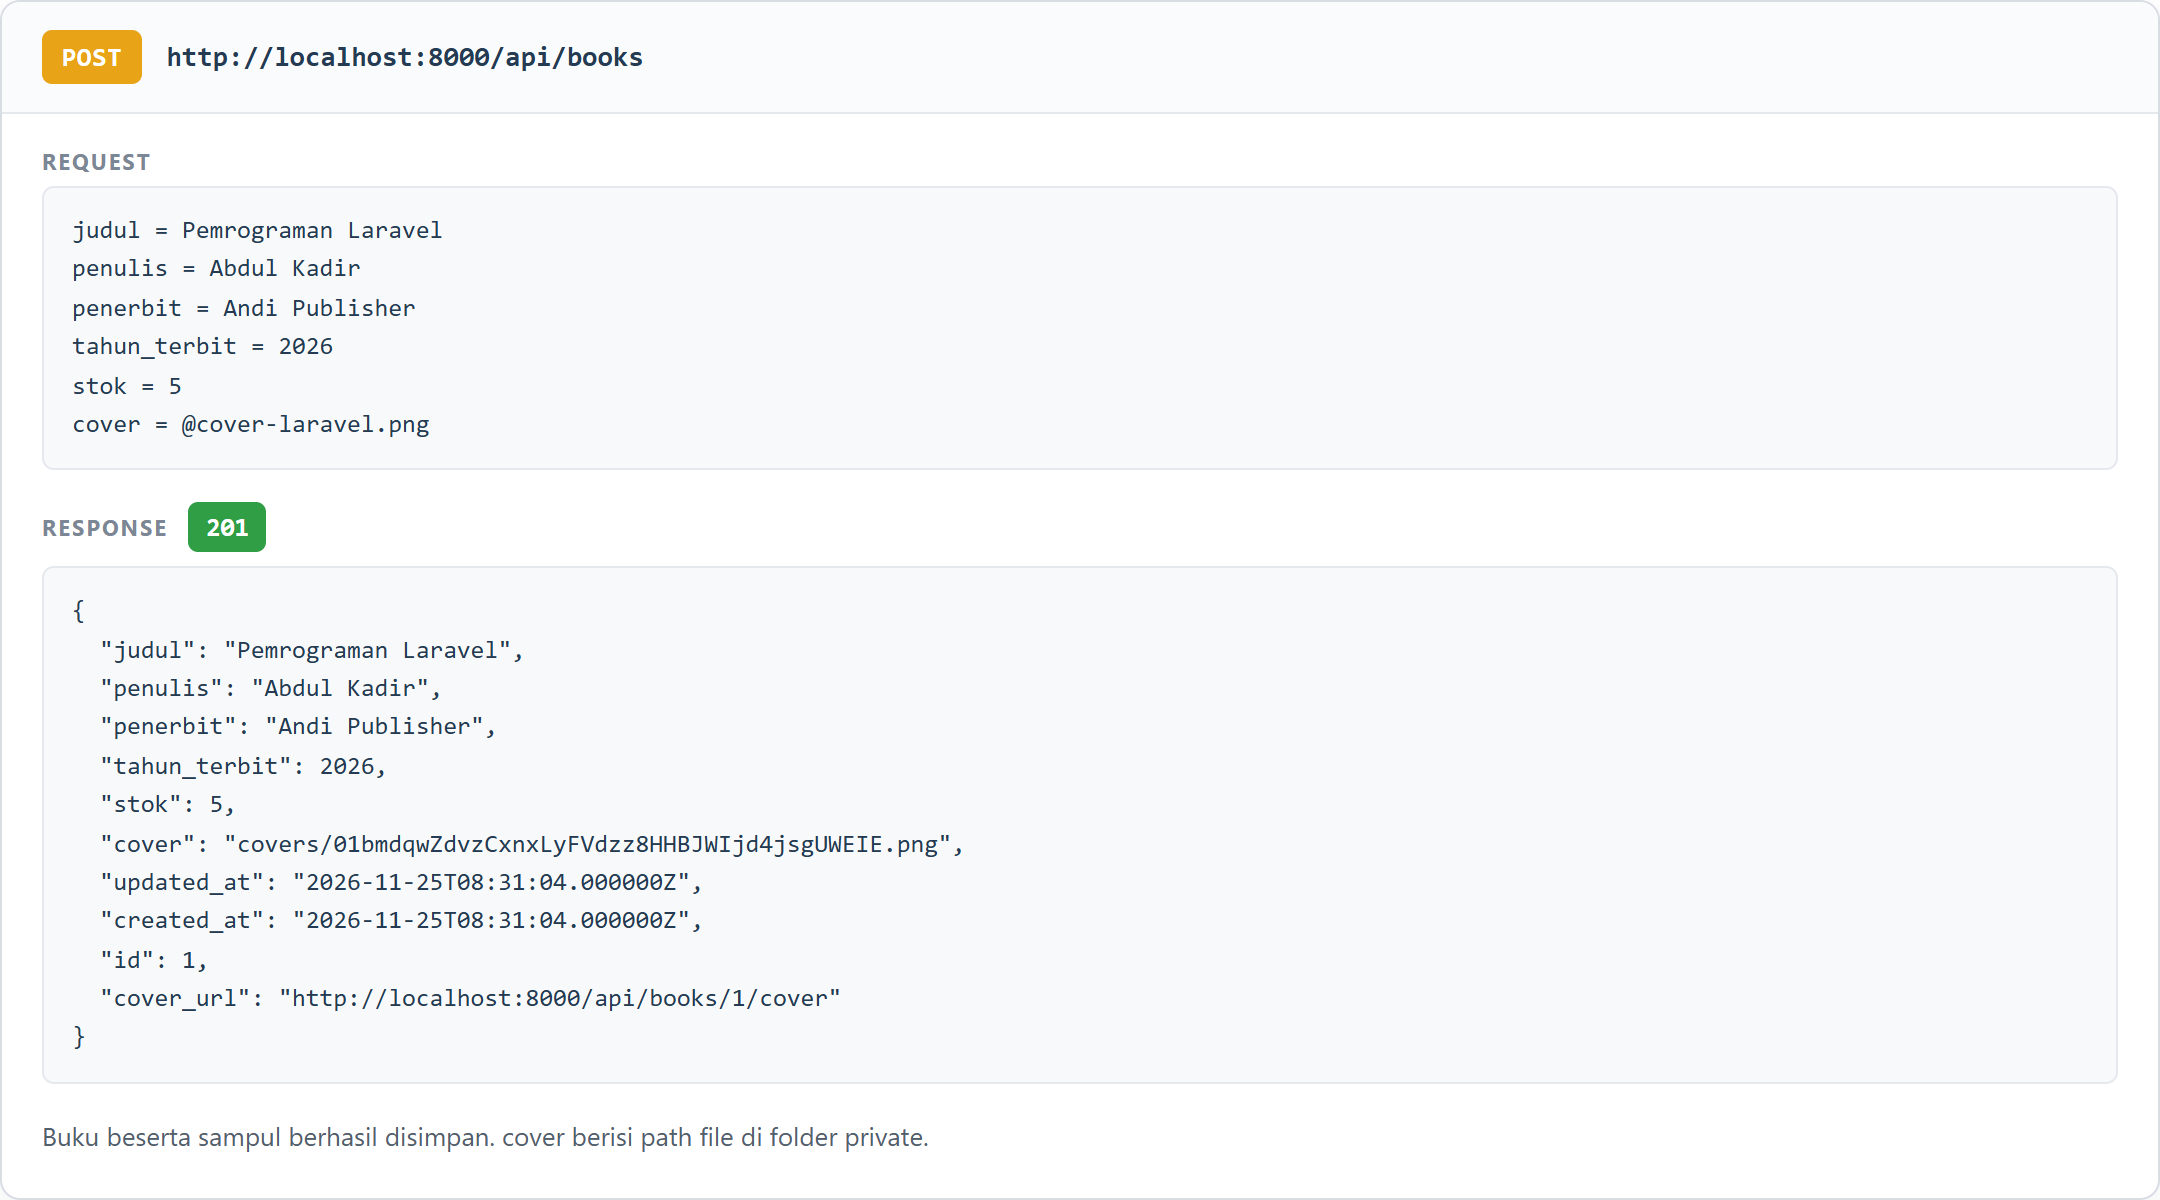 POST http://localhost:8000/api/books
REQUEST
judul = Pemrograman Laravel
penulis = Abdul Kadir
penerbit = Andi Publisher
tahun_terbit = 2026
stok = 5
cover = @cover-laravel.png
RESPONSE 201
{
  "judul": "Pemrograman Laravel",
  "penulis": "Abdul Kadir",
  "penerbit": "Andi Publisher",
  "tahun_terbit": 2026,
  "stok": 5,
  "cover": "covers/01bmdqwZdvzCxnxLyFVdzz8HHBJWIjd4jsgUWEIE.png",
  "updated_at": "2026-11-25T08:31:04.000000Z",
  "created_at": "2026-11-25T08:31:04.000000Z",
  "id": 1,
  "cover_url": "http://localhost:8000/api/books/1/cover"
}
Buku beserta sampul berhasil disimpan. cover berisi path file di folder private.